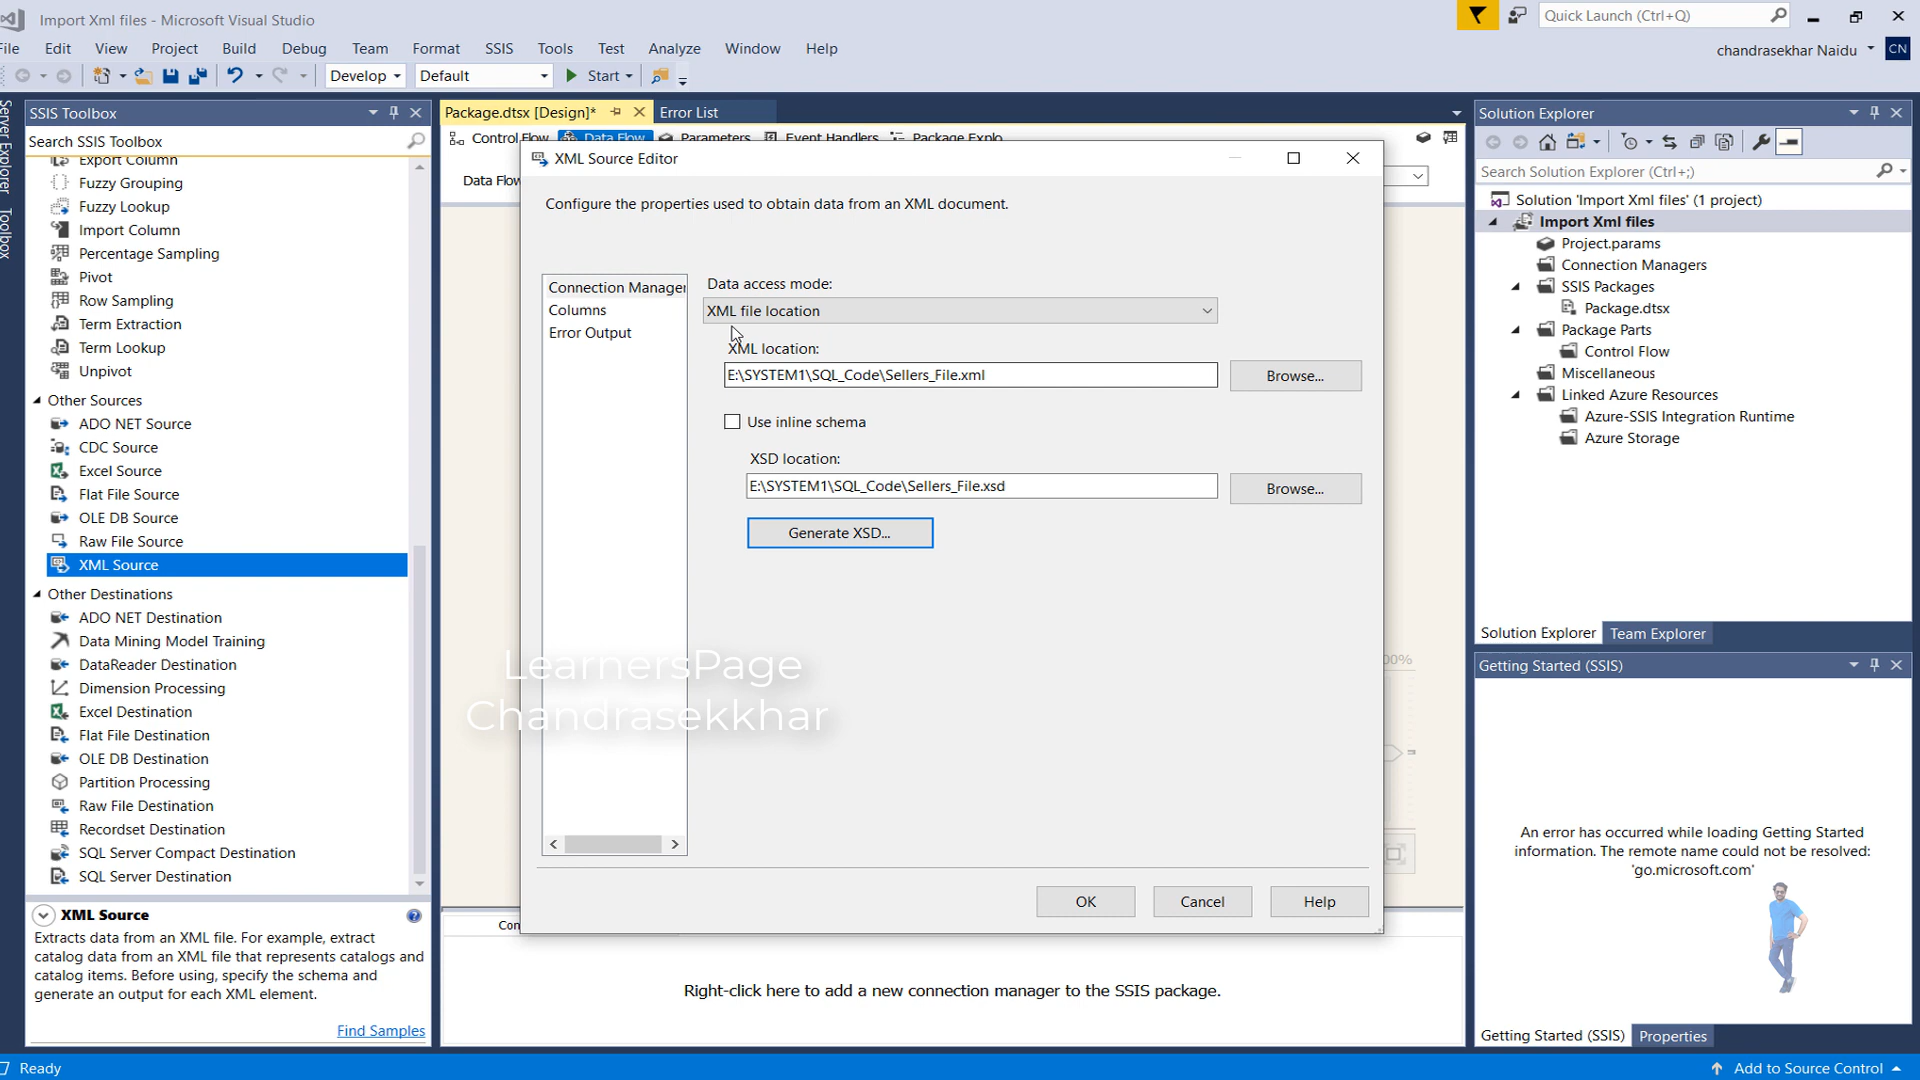 Import Xml files - Microsoft Visual Studio
Quick Launch (Ctrl+Q)
File Edit View Project Build Debug Team Format SSIS Tools Test Analyze Window Help
chandrasekhar Naidu CN
Develop Default Start
Server Explorer
Toolbox
SSIS Toolbox
Search SSIS Toolbox
Export Column
Fuzzy Grouping
Fuzzy Lookup
Import Column
Percentage Sampling
Pivot
Row Sampling
Term Extraction
Term Lookup
Unpivot
Other Sources
ADO NET Source
CDC Source
Excel Source
Flat File Source
OLE DB Source
Raw File Source
XML Source
Other Destinations
ADO NET Destination
Data Mining Model Training
DataReader Destination
Dimension Processing
Excel Destination
Flat File Destination
OLE DB Destination
Partition Processing
Raw File Destination
Recordset Destination
SQL Server Compact Destination
SQL Server Destination
XML Source
Extracts data from an XML file. For example, extract
catalog data from an XML file that represents catalogs and
catalog items. Before using, specify the schema and
generate an output for each XML element.
Find Samples
Package.dtsx [Design]* Error List
Control Flow Data Flow Parameters Event Handlers Package Explo
Data Flow
XML Source Editor
Configure the properties used to obtain data from an XML document.
Connection Manager
Columns
Error Output
Data access mode:
XML file location
XML location:
E:\SYSTEM1\SQL_Code\Sellers_File.xml
Browse...
Use inline schema
XSD location:
E:\SYSTEM1\SQL_Code\Sellers_File.xsd
Browse...
Generate XSD...
LearnersPage
Chandrasekkhar
OK Cancel Help
00%
Con
Right-click here to add a new connection manager to the SSIS package.
Solution Explorer
Search Solution Explorer (Ctrl+;)
Solution 'Import Xml files' (1 project)
Import Xml files
Project.params
Connection Managers
SSIS Packages
Package.dtsx
Package Parts
Control Flow
Miscellaneous
Linked Azure Resources
Azure-SSIS Integration Runtime
Azure Storage
Solution Explorer Team Explorer
Getting Started (SSIS)
An error has occurred while loading Getting Started
information. The remote name could not be resolved:
'go.microsoft.com'
Getting Started (SSIS) Properties
Ready
Add to Source Control